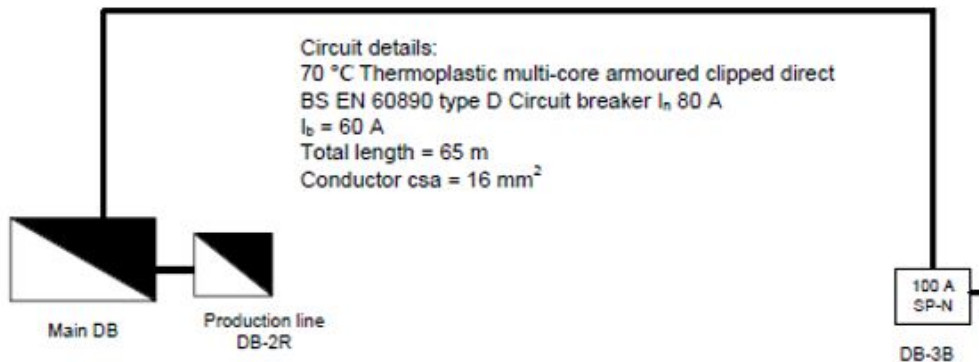 Circuit details:
70 °C Thermoplastic multi-core armoured clipped direct
BS EN 60890 type D Circuit breaker Iₙ 80 A
I_b = 60 A
Total length = 65 m
Conductor csa = 16 mm²
Main DB
Production line
DB-2R
100 A
SP-N
DB-3B